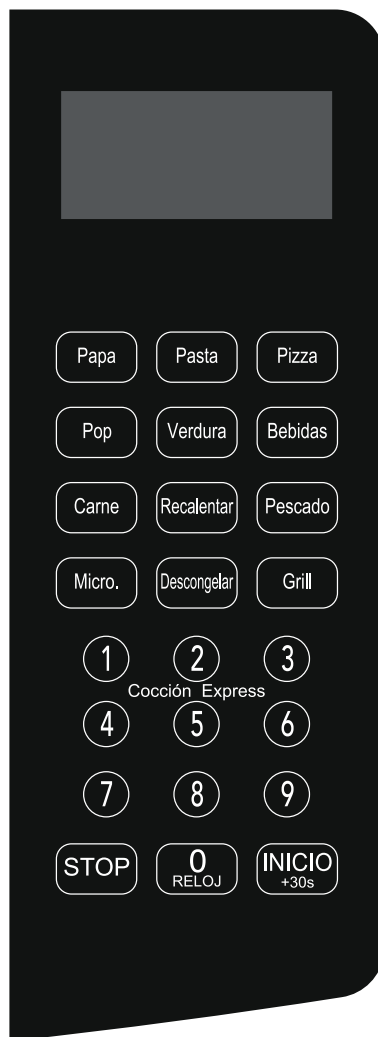 Papa Pasta Pizza
Pop Verdura Bebidas
Carne Recalentar Pescado
Micro. Descongelar Grill
1 2 3
Cocción Express
4 5 6
7 8 9
STOP 0 INICIO
RELOJ +30s